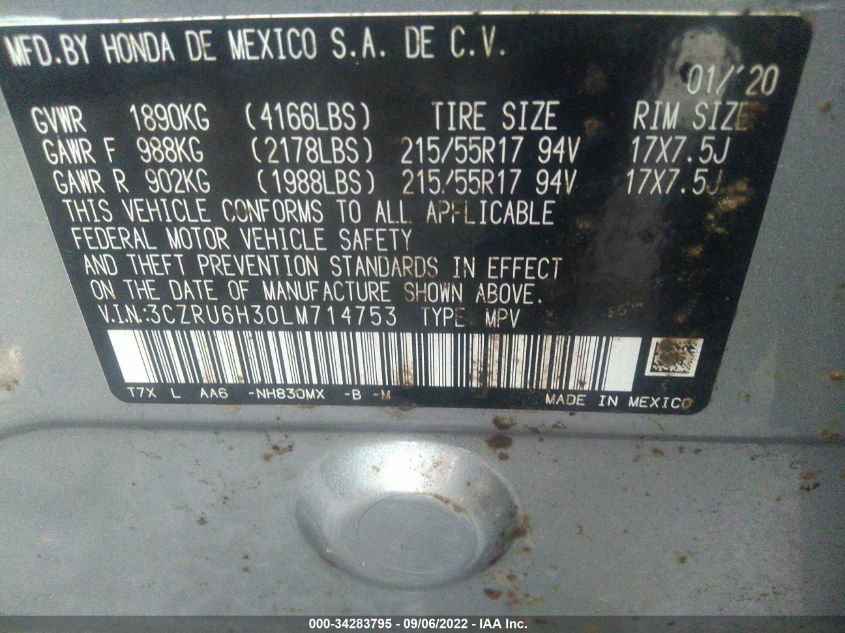 MFD.BY HONDA DE MEXICO S.A. DE C.V.
01/'20
GVWR 1890KG (4166LBS) TIRE SIZE RIM SIZE
GAWR F 988KG (2178LBS) 215/55R17 94V 17X7.5J
GAWR R 902KG (1988LBS) 215/55R17 94V 17X7.5J
THIS VEHICLE CONFORMS TO ALL APPLICABLE
FEDERAL MOTOR VEHICLE SAFETY
AND THEFT PREVENTION STANDARDS IN EFFECT
ON THE DATE OF MANUFACTURE SHOWN ABOVE.
V.I.N.:3CZRU6H30LM714753 TYPE: MPV
T7X L AA6 -NH830MX -B -M MADE IN MEXICO
000-34283795 - 09/06/2022 - IAA Inc.